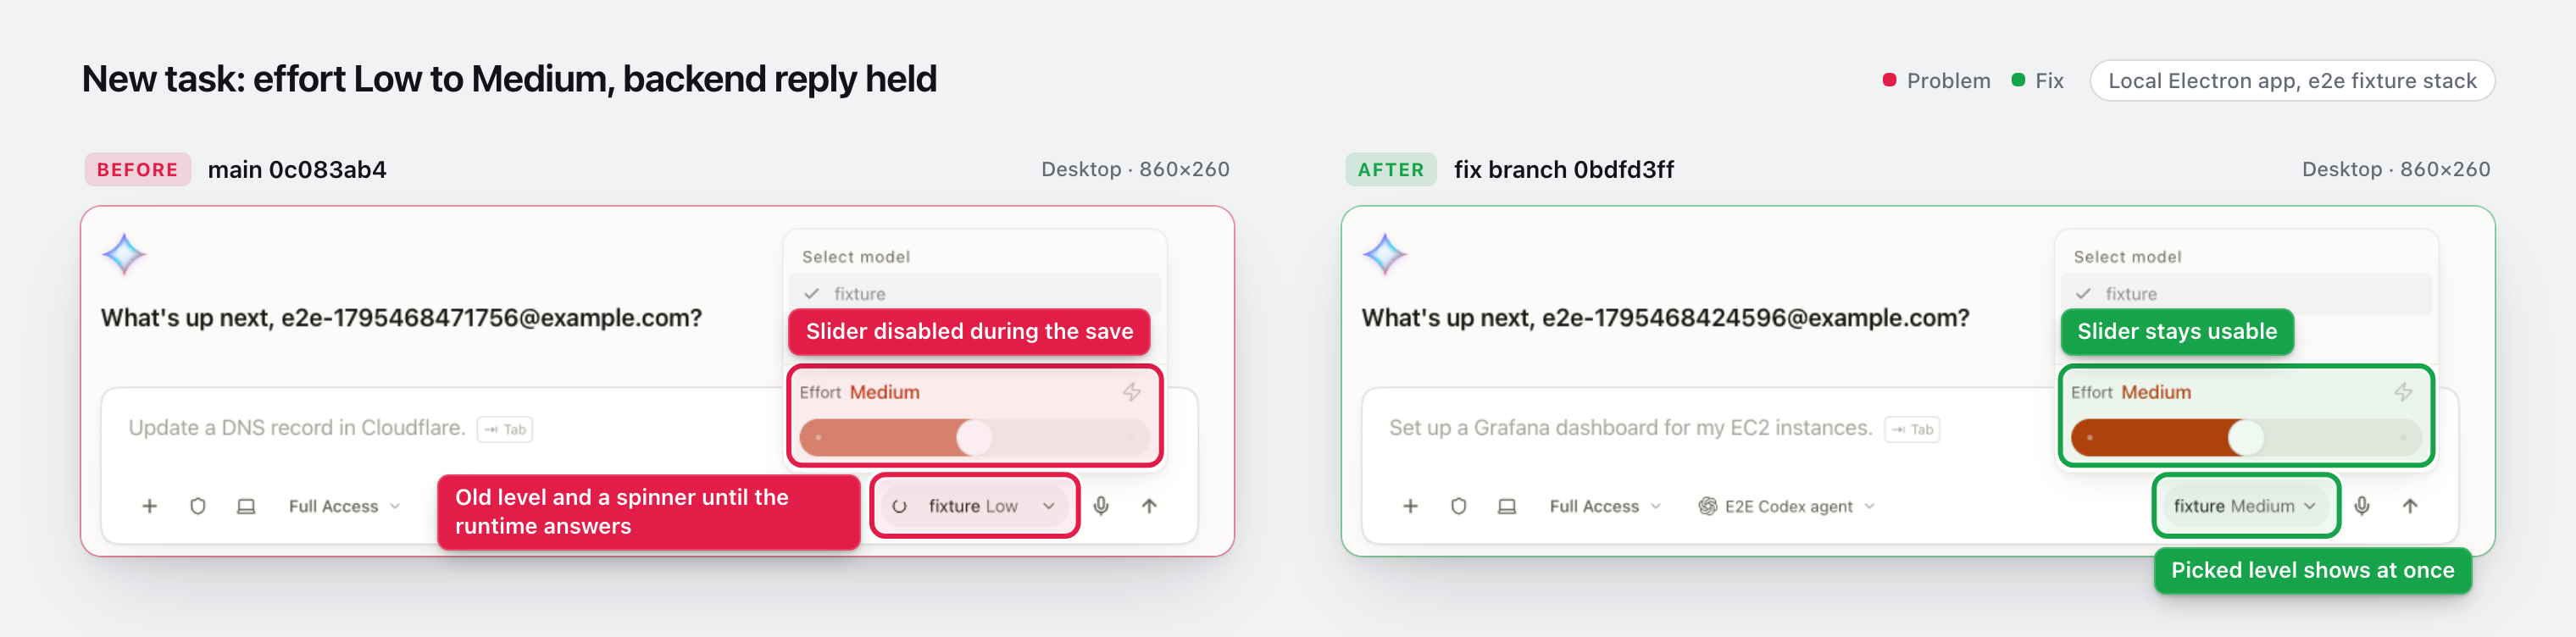 New task: effort Low to Medium, backend reply held
Problem
Fix
Local Electron app, e2e fixture stack
BEFORE
main 0c083ab4
Desktop · 860×260
Select model
fixture
What's up next, e2e-1795468471756@example.com?
Slider disabled during the save
Effort Medium
Update a DNS record in Cloudflare.
Tab
Full Access
Old level and a spinner until the
runtime answers
fixture Low
AFTER
fix branch 0bdfd3ff
Desktop · 860×260
Select model
fixture
What's up next, e2e-1795468424596@example.com?
Slider stays usable
Effort Medium
Set up a Grafana dashboard for my EC2 instances.
Tab
Full Access
E2E Codex agent
fixture Medium
Picked level shows at once